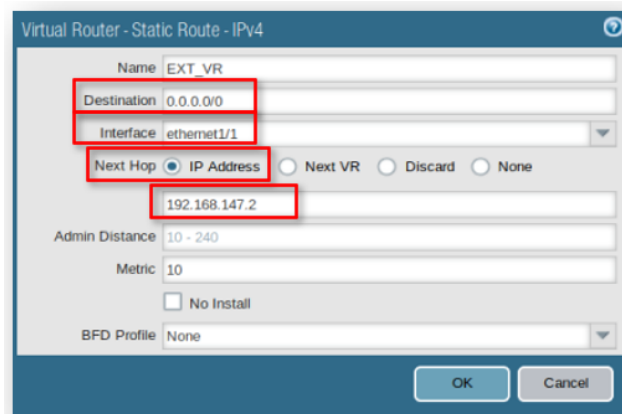 Virtual Router - Static Route - IPv4
Name EXT_VR
Destination 0.0.0.0/0
Interface ethernet1/1
Next Hop IP Address Next VR Discard None
192.168.147.2
Admin Distance 10 - 240
Metric 10
No Install
BFD Profile None
OK Cancel